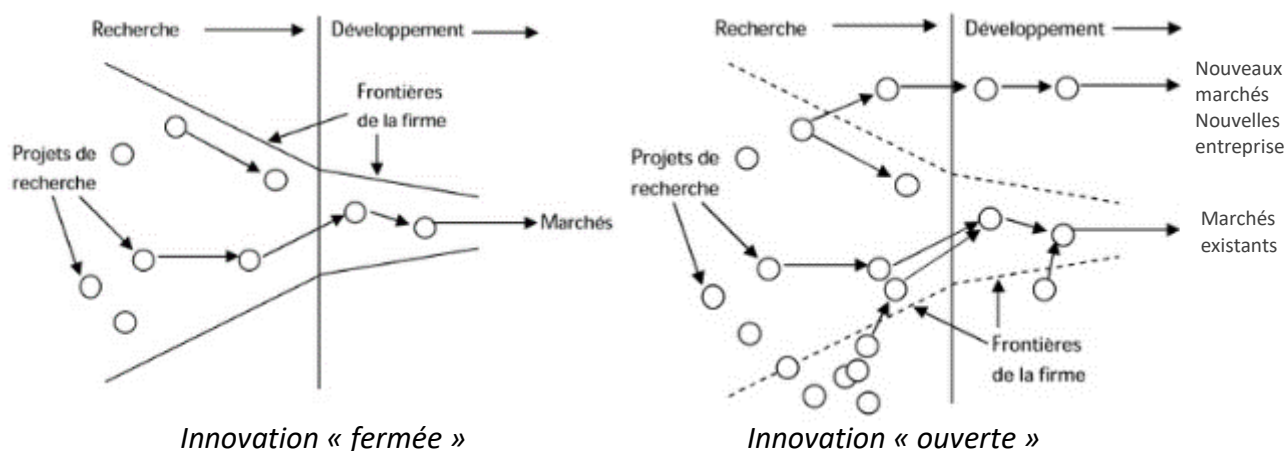 Recherche
Développement
Frontières
de la firme
Projets de
recherche
Marchés
Innovation « fermée »
Recherche
Développement
Nouveaux
marchés
Nouvelles
entreprise
Projets de
recherche
Marchés
existants
Frontières
de la firme
Innovation « ouverte »